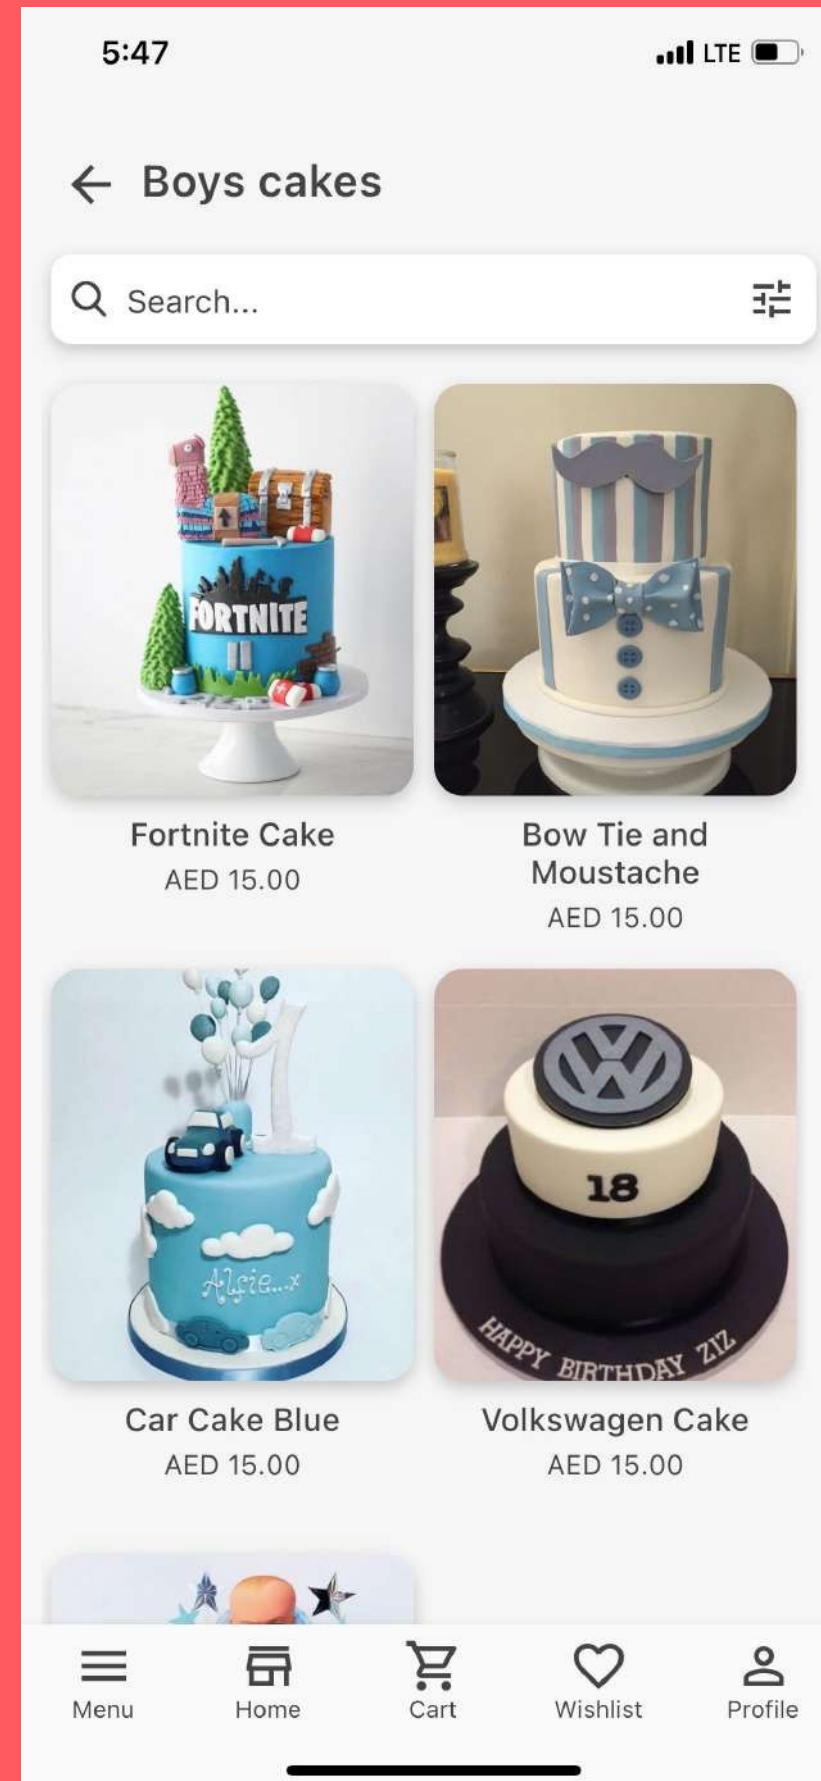 5:47
LTE
Boys cakes
Search...
FORTNITE
Fortnite Cake
AED 15.00
Bow Tie and
Moustache
AED 15.00
1
Alfie...x
Car Cake Blue
AED 15.00
VW
18
HAPPY BIRTHDAY ZIZ
Volkswagen Cake
AED 15.00
Menu
Home
Cart
Wishlist
Profile